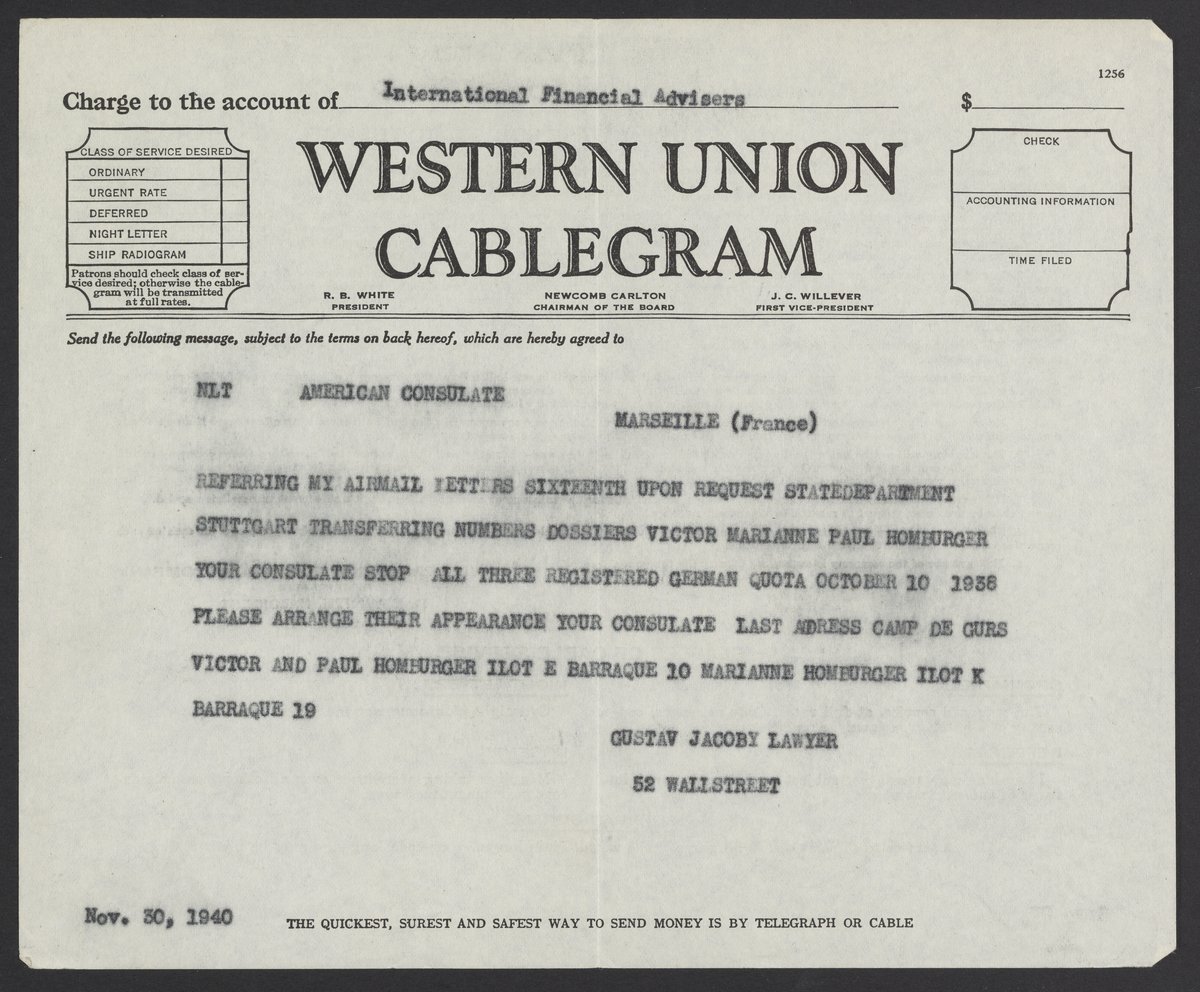 1256
Charge to the account of International Financial Advisers $
CLASS OF SERVICE DESIRED
ORDINARY
URGENT RATE
DEFERRED
NIGHT LETTER
SHIP RADIOGRAM
Patrons should check class of ser-
vice desired; otherwise the cable-
gram will be transmitted
at full rates.
WESTERN UNION
CABLEGRAM
R. B. WHITE
PRESIDENT
NEWCOMB CARLTON
CHAIRMAN OF THE BOARD
J. C. WILLEVER
FIRST VICE-PRESIDENT
CHECK
ACCOUNTING INFORMATION
TIME FILED
Send the following message, subject to the terms on back hereof, which are hereby agreed to
NLT AMERICAN CONSULATE
MARSEILLE (France)
REFERRING MY AIRMAIL LETTERS SIXTEENTH UPON REQUEST STATEDEPARTMENT
STUTTGART TRANSFERRING NUMBERS DOSSIERS VICTOR MARIANNE PAUL HOMBURGER
YOUR CONSULATE STOP ALL THREE REGISTERED GERMAN QUOTA OCTOBER 10 1938
PLEASE ARRANGE THEIR APPEARANCE YOUR CONSULATE LAST ADRESS CAMP DE GURS
VICTOR AND PAUL HOMBURGER ILOT E BARRAQUE 10 MARIANNE HOMBURGER ILOT K
BARRAQUE 19
GUSTAV JACOBY LAWYER
52 WALLSTREET
Nov. 30, 1940
THE QUICKEST, SUREST AND SAFEST WAY TO SEND MONEY IS BY TELEGRAPH OR CABLE